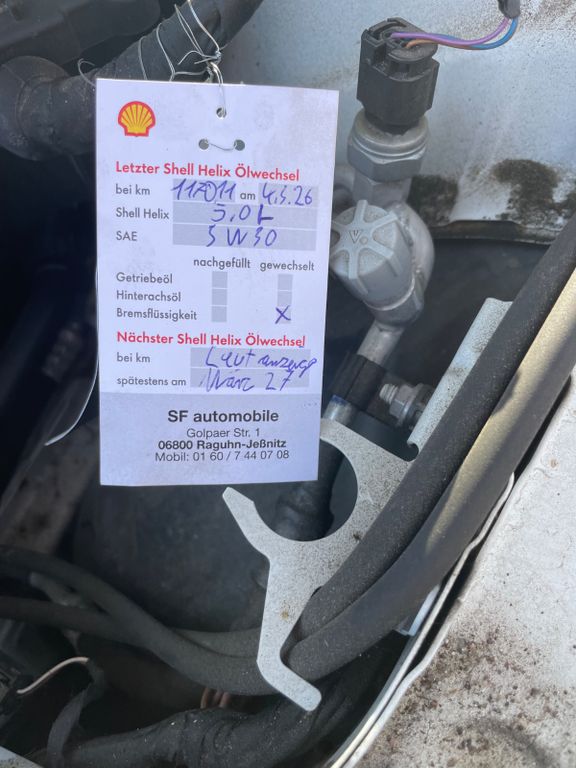 Letzter Shell Helix Ölwechsel
bei km 117011 am 4.3.26
Shell Helix 5,0L
SAE 5W30
nachgefüllt gewechselt
Getriebeöl
Hinterachsöl
Bremsflüssigkeit X
Nächster Shell Helix Ölwechsel
bei km Laut anzeige
spätestens am März 27
SF automobile
Golpaer Str. 1
06800 Raguhn-Jeßnitz
Mobil: 01 60 / 7 44 07 08